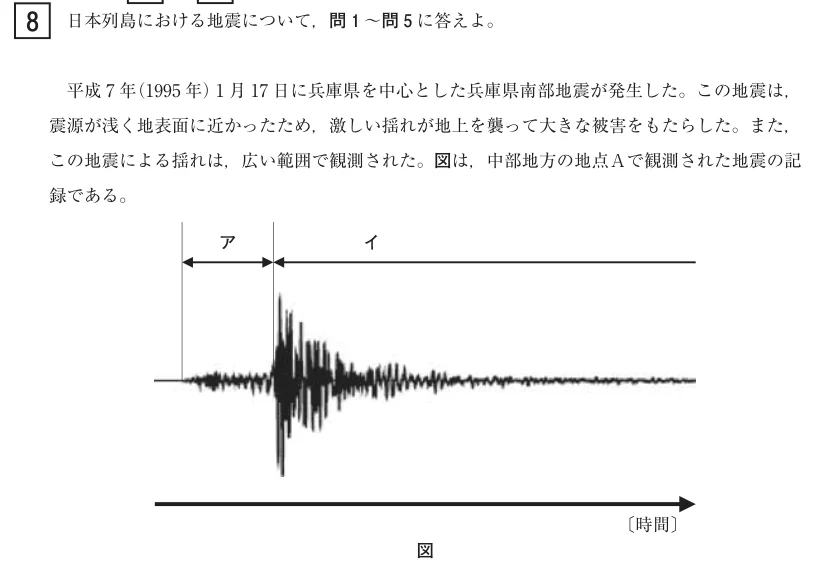 8 日本列島における地震について，問1～問5に答えよ。
平成7年(1995年)1月17日に兵庫県を中心とした兵庫県南部地震が発生した。この地震は，
震源が浅く地表面に近かったため，激しい揺れが地上を襲って大きな被害をもたらした。また，
この地震による揺れは，広い範囲で観測された。図は，中部地方の地点Aで観測された地震の記
録である。
ア イ
〔時間〕
図